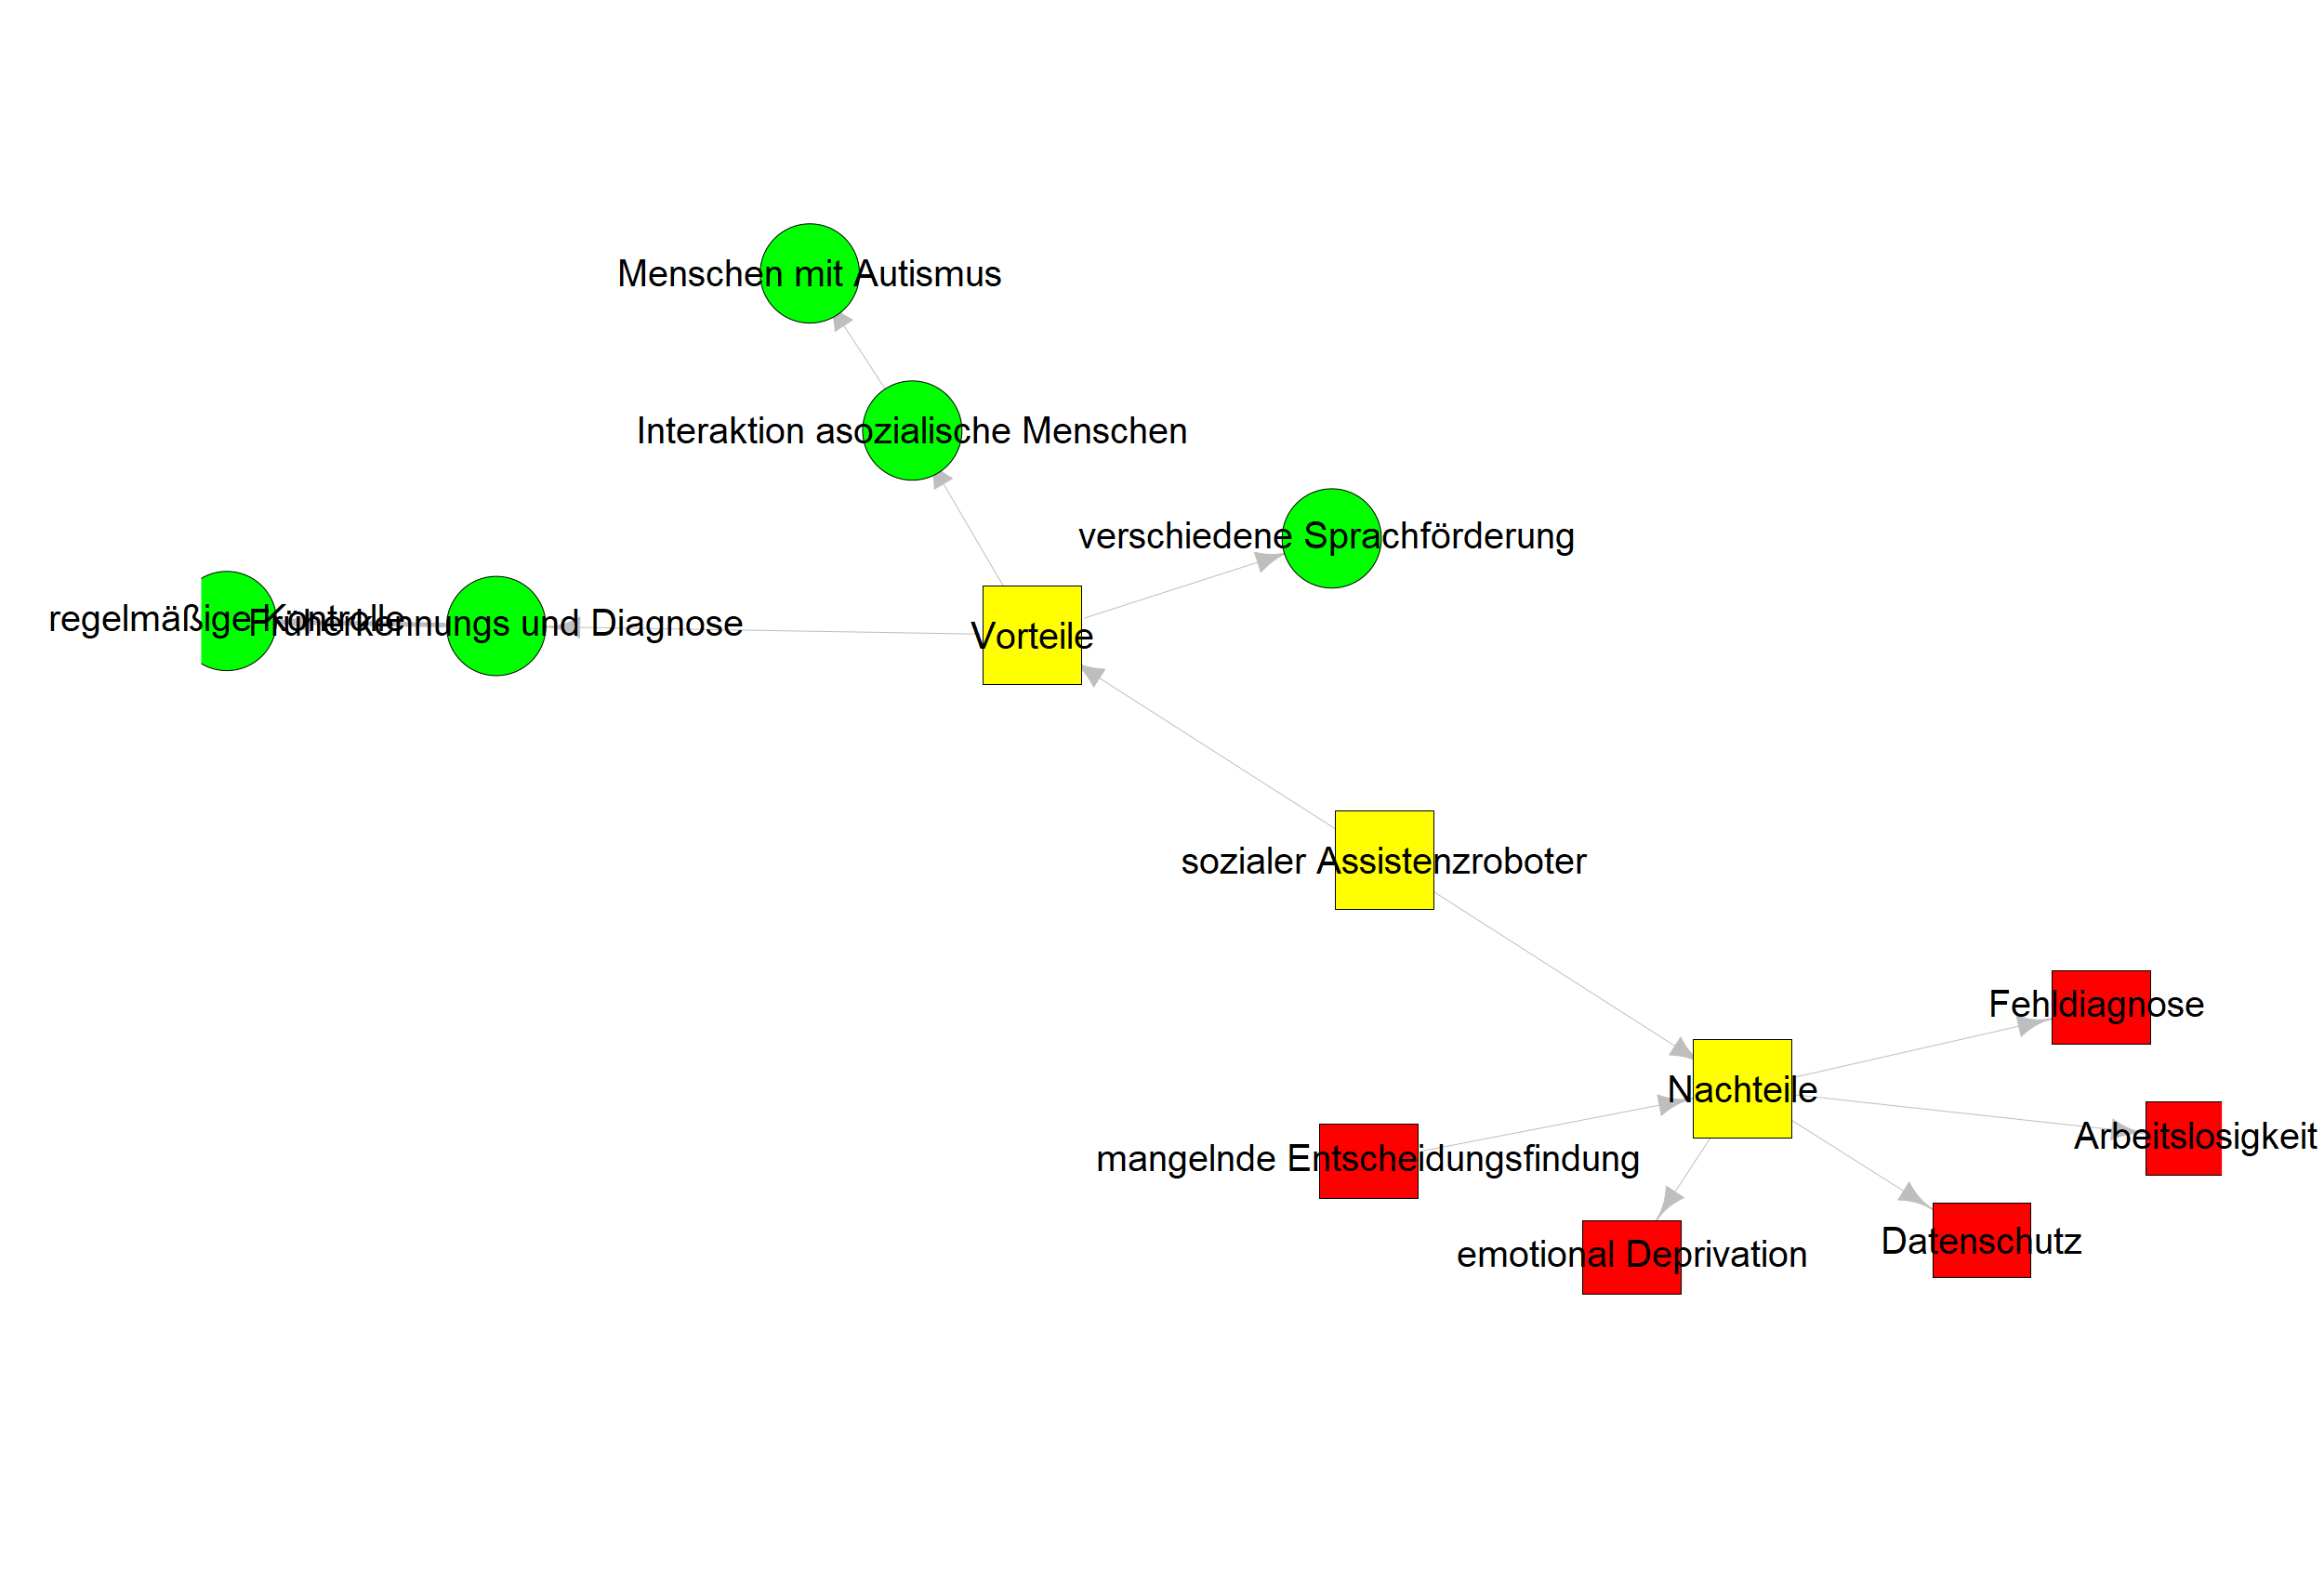 Menschen mit Autismus
Interaktion asozialische Menschen
verschiedene Sprachförderung
regelmäßige Kontrolle
Früherkennungs und Diagnose
Vorteile
sozialer Assistenzroboter
Fehldiagnose
Nachteile
Arbeitslosigkeit
mangelnde Entscheidungsfindung
Datenschutz
emotional Deprivation